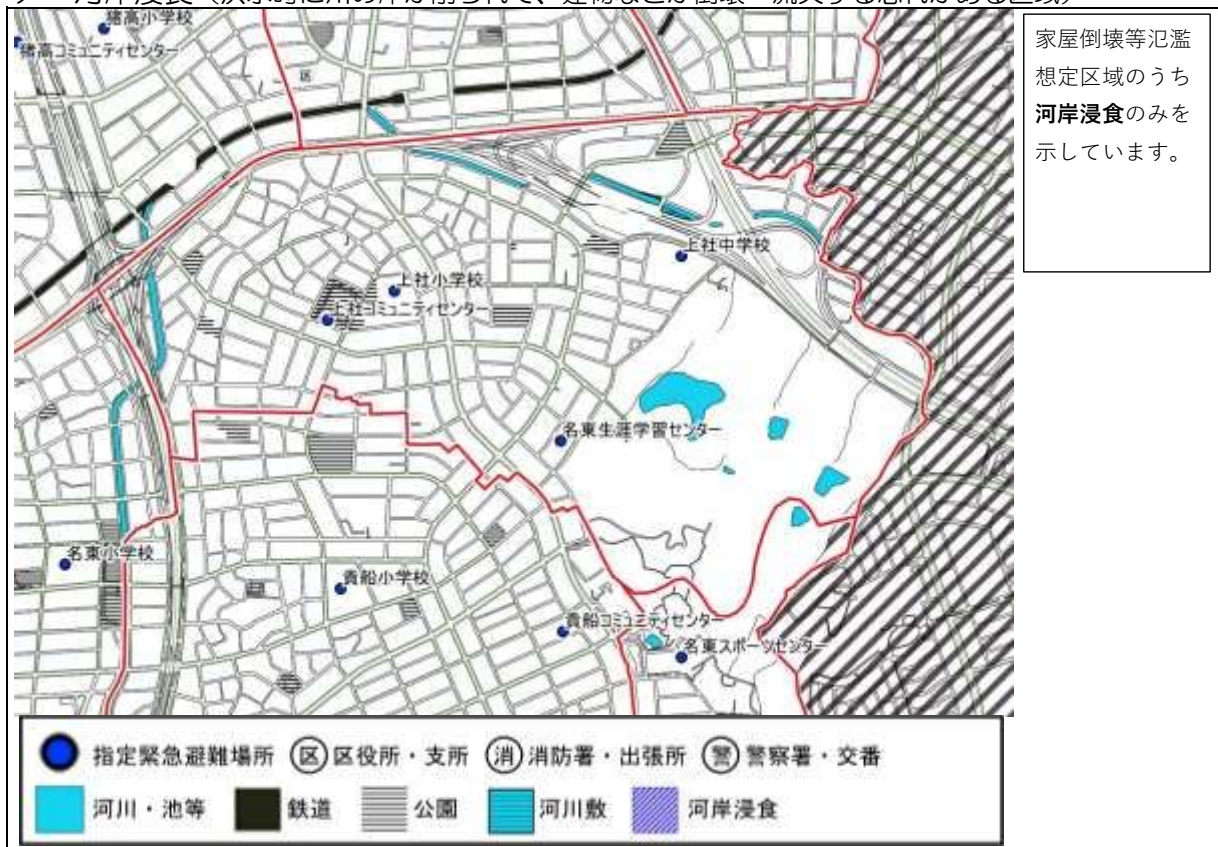 家屋倒壊等氾濫
想定区域のうち
河岸浸食のみを
示しています。
猪高小学校
猪高コミュニティセンター
区
上社中学校
上社小学校
上社コミュニティセンター
名東生涯学習センター
名東小学校
貴船小学校
貴船コミュニティセンター
名東スポーツセンター
指定緊急避難場所 区 区役所・支所 消 消防署・出張所 警 警察署・交番
河川・池等 鉄道 公園 河川敷 河岸浸食